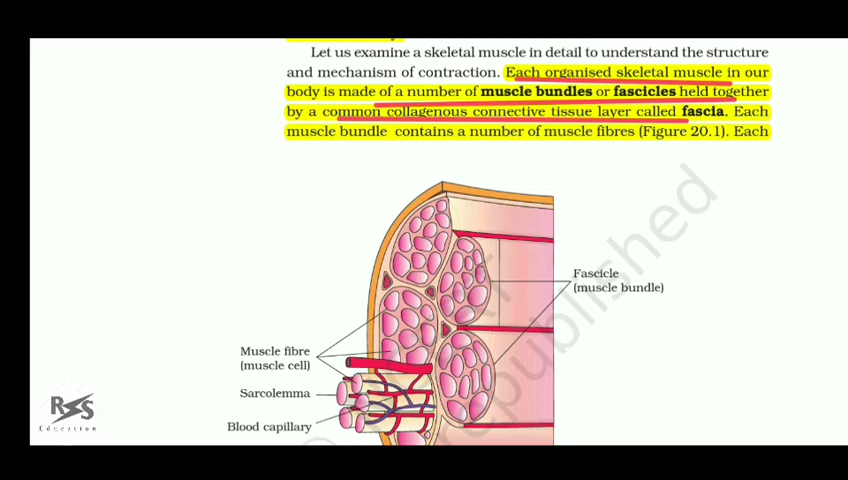 Let us examine a skeletal muscle in detail to understand the structure
and mechanism of contraction. Each organised skeletal muscle in our
body is made of a number of muscle bundles or fascicles held together
by a common collagenous connective tissue layer called fascia. Each
muscle bundle contains a number of muscle fibres (Figure 20.1). Each
Fascicle
(muscle bundle)
Muscle fibre
(muscle cell)
Sarcolemma
Blood capillary
republished
RS
Education